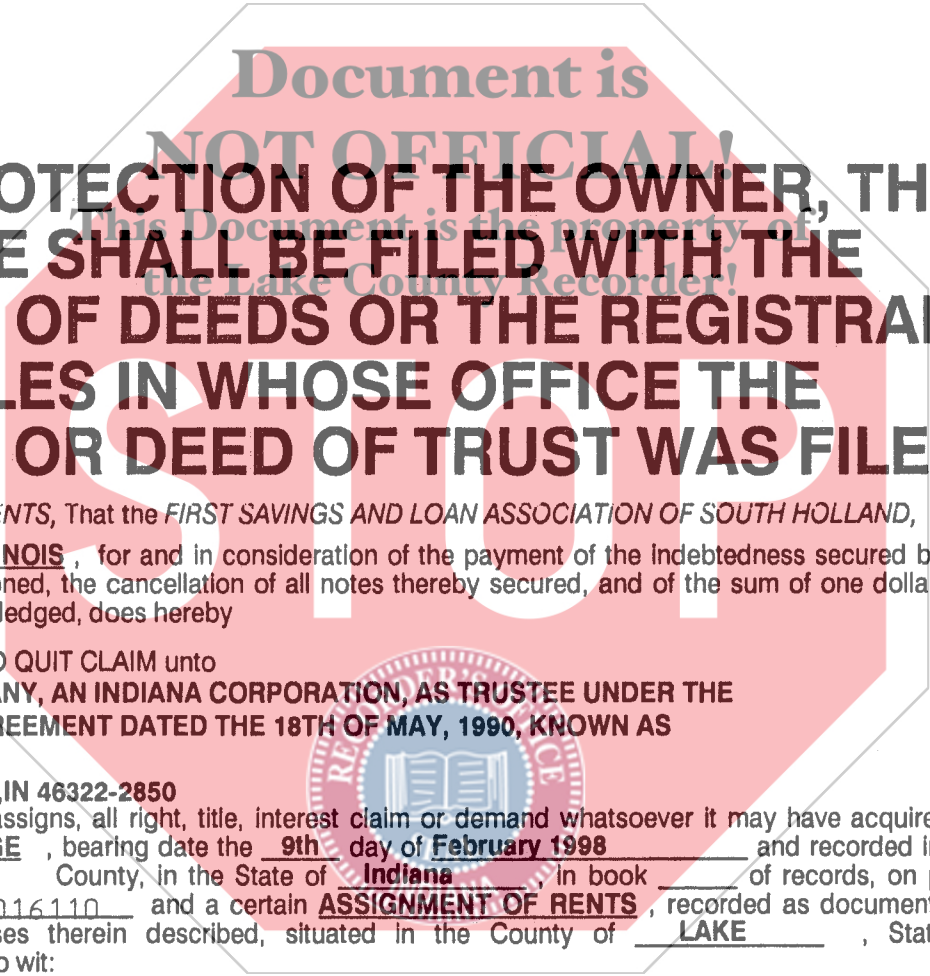 Document is
NOT OFFICIAL!
OTECTION OF THE OWNER, TH
This Document is the property of
E SHALL BE FILED WITH THE
the Lake County Recorder!
OF DEEDS OR THE REGISTRA
LES IN WHOSE OFFICE THE
STOP
OR DEED OF TRUST WAS FILE
ENTS, That the FIRST SAVINGS AND LOAN ASSOCIATION OF SOUTH HOLLAND,
INOIS , for and in consideration of the payment of the indebtedness secured b
oned, the cancellation of all notes thereby secured, and of the sum of one dolla
ledged, does hereby
D QUIT CLAIM unto
ANY, AN INDIANA CORPORATION, AS TRUSTEE UNDER THE
REEMENT DATED THE 18TH OF MAY, 1990, KNOWN AS
RECORDER'S OFFICE
,IN 46322-2850
assigns, all right, title, interest claim or demand whatsoever it may have acquire
GE , bearing date the 9th day of February 1998 and recorded i
County, in the State of Indiana , in book of records, on p
INDIANA
016110 and a certain ASSIGNMENT OF RENTS , recorded as document
ses therein described, situated in the County of LAKE , Stat
o wit: